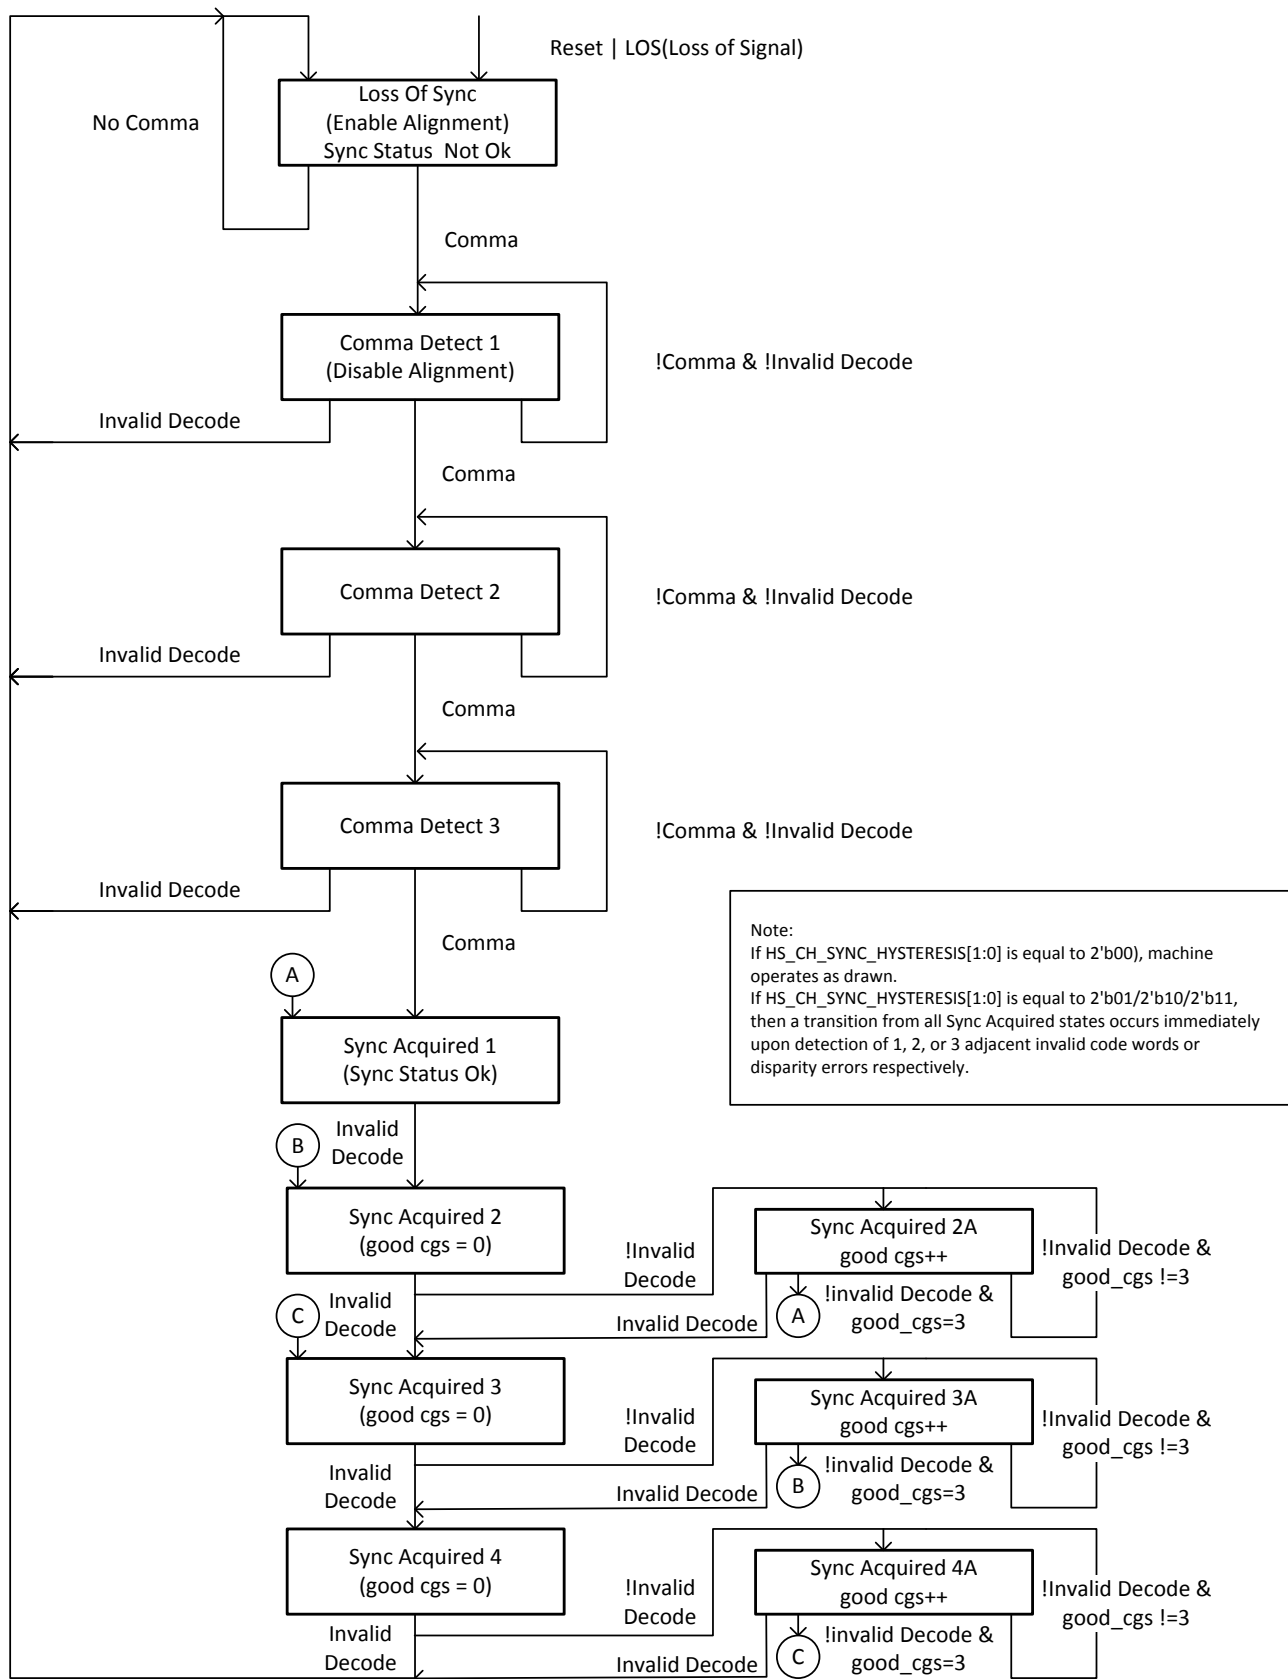 Reset | LOS(Loss of Signal)
Loss Of Sync
(Enable Alignment)
Sync Status  Not Ok
No Comma
Comma
Comma Detect 1
(Disable Alignment)
!Comma & !Invalid Decode
Invalid Decode
Comma
Comma Detect 2
!Comma & !Invalid Decode
Invalid Decode
Comma
Comma Detect 3
!Comma & !Invalid Decode
Invalid Decode
Comma
Note:
If HS_CH_SYNC_HYSTERESIS[1:0] is equal to 2'b00), machine
operates as drawn.
If HS_CH_SYNC_HYSTERESIS[1:0] is equal to 2'b01/2'b10/2'b11,
then a transition from all Sync Acquired states occurs immediately
upon detection of 1, 2, or 3 adjacent invalid code words or
disparity errors respectively.
A
Sync Acquired 1
(Sync Status Ok)
Invalid
Decode
B
Sync Acquired 2
(good cgs = 0)
!Invalid
Decode
Sync Acquired 2A
good cgs++
!Invalid Decode &
good_cgs !=3
Invalid
Decode
C
Invalid Decode
A
!invalid Decode &
good_cgs=3
Sync Acquired 3
(good cgs = 0)
!Invalid
Decode
Sync Acquired 3A
good cgs++
!Invalid Decode &
good_cgs !=3
Invalid
Decode
Invalid Decode
B
!invalid Decode &
good_cgs=3
Sync Acquired 4
(good cgs = 0)
!Invalid
Decode
Sync Acquired 4A
good cgs++
!Invalid Decode &
good_cgs !=3
Invalid
Decode
Invalid Decode
C
!invalid Decode &
good_cgs=3